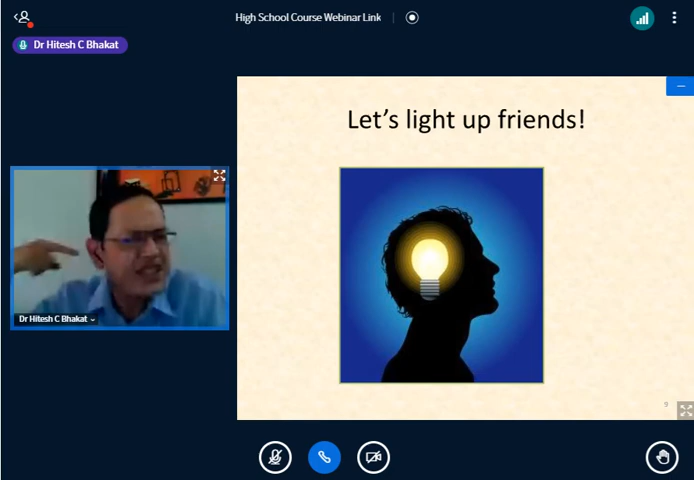 High School Course Webinar Link
Dr Hitesh C Bhakat
Let's light up friends!
Dr Hitesh C Bhakat
9